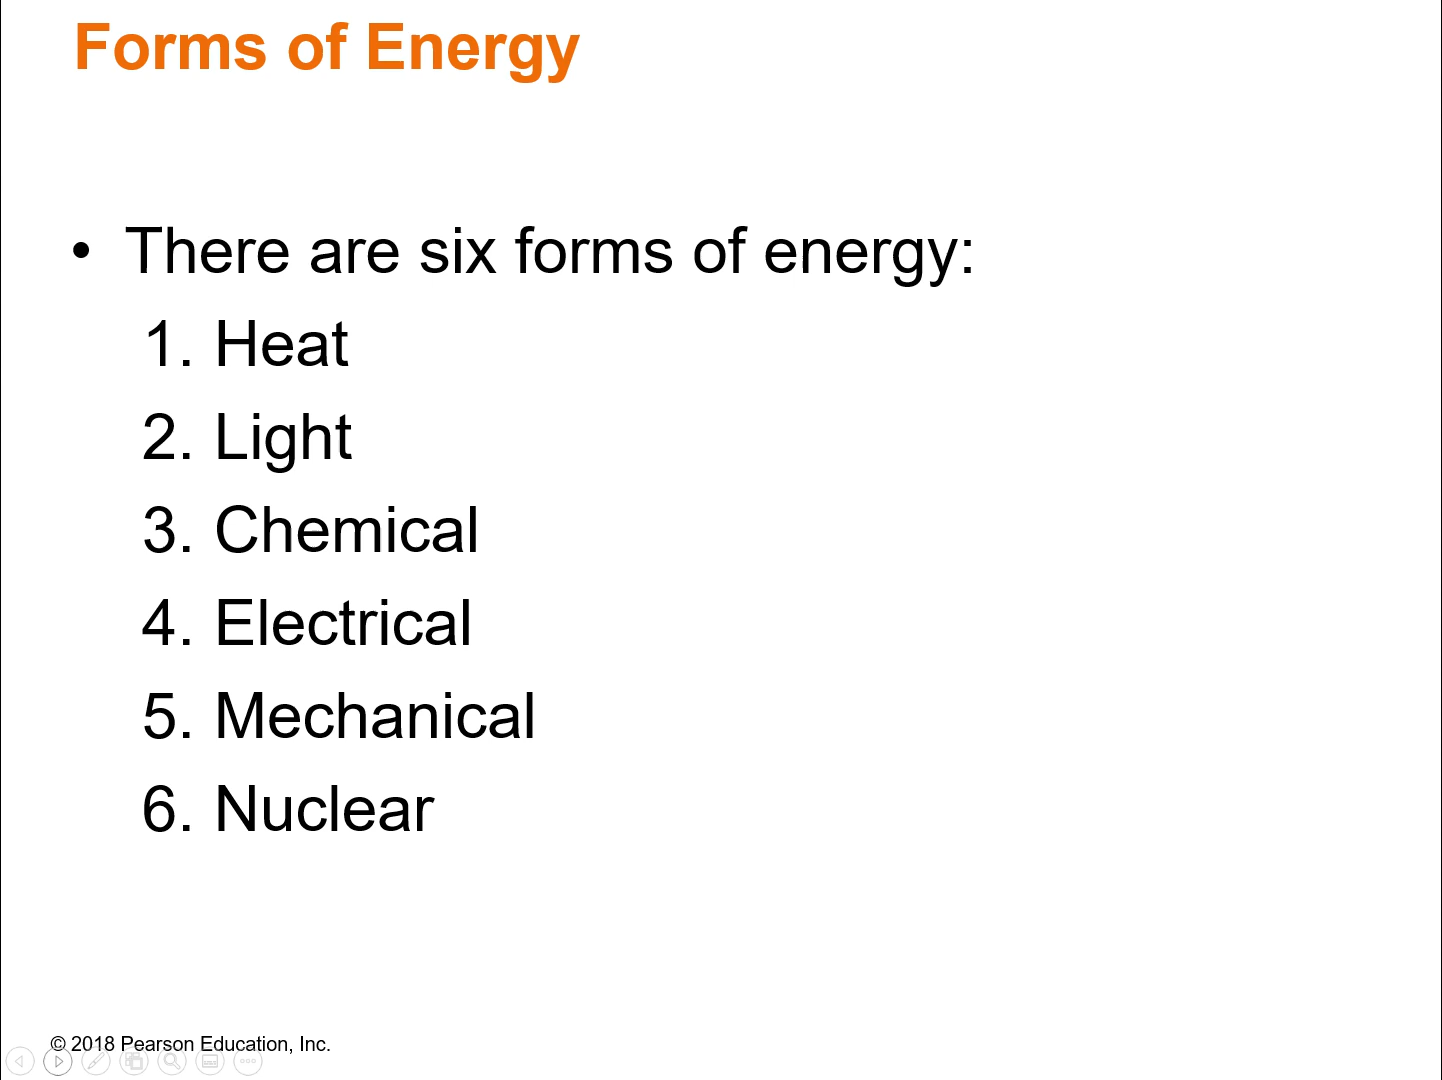 Forms of Energy
• There are six forms of energy:
1. Heat
2. Light
3. Chemical
4. Electrical
5. Mechanical
6. Nuclear
© 2018 Pearson Education, Inc.